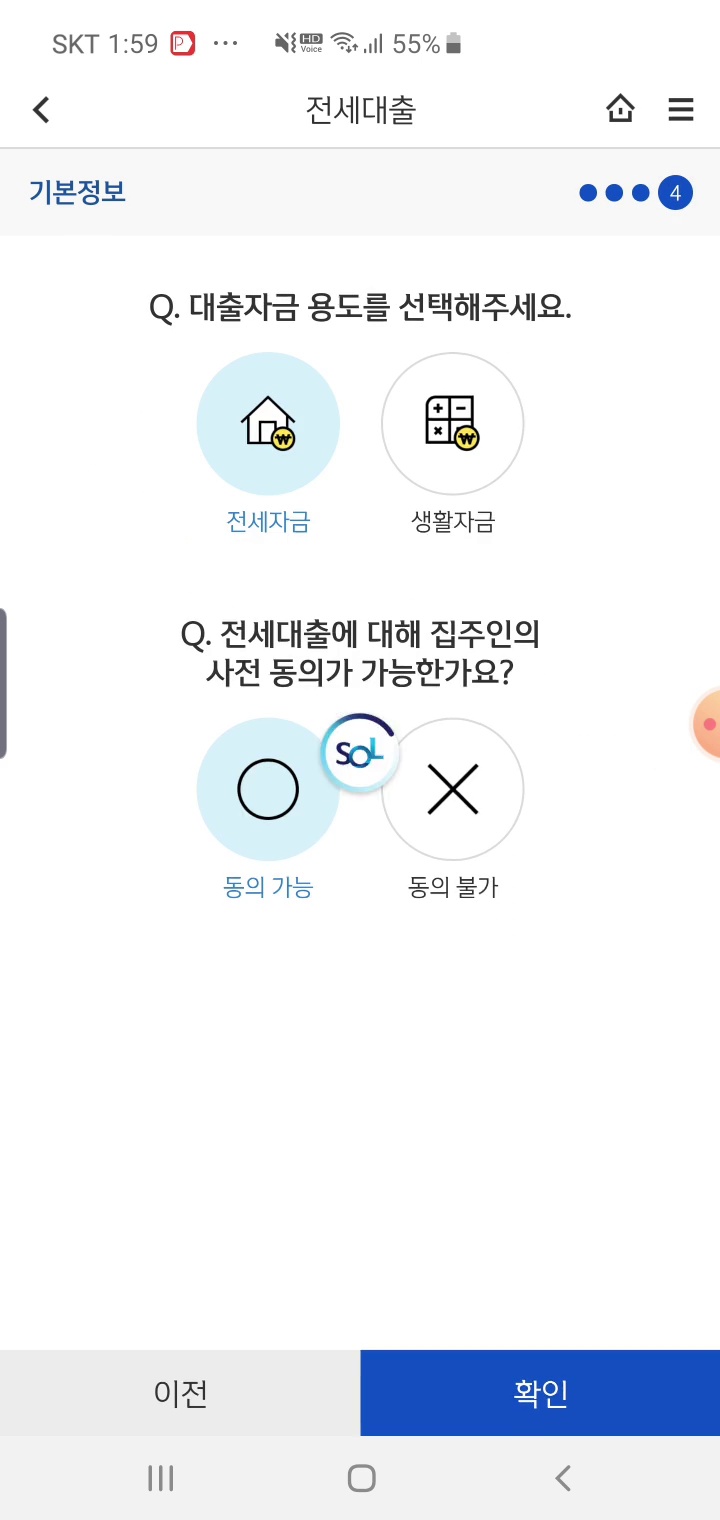 SKT 1:59 P ··· HD Voice 55%
전세대출
기본정보
4
Q. 대출자금 용도를 선택해주세요.
전세자금 생활자금
Q. 전세대출에 대해 집주인의
사전 동의가 가능한가요?
SOL
동의 가능 동의 불가
이전 확인